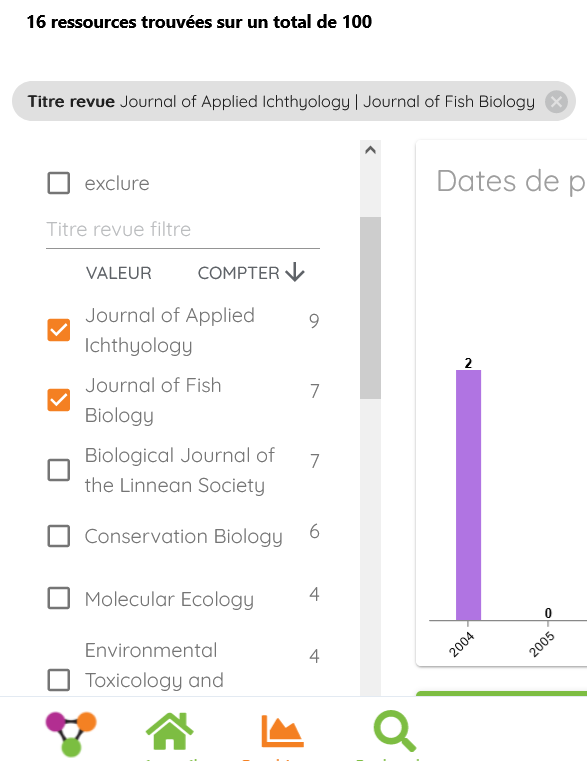 16 ressources trouvées sur un total de 100
Titre revue Journal of Applied Ichthyology | Journal of Fish Biology
exclure
Titre revue filtre
VALEUR COMPTER
Journal of Applied
Ichthyology
9
Journal of Fish
Biology
7
Biological Journal of
the Linnean Society
7
Conservation Biology 6
Molecular Ecology 4
Environmental
Toxicology and
4
Dates de p
2
0
2004
2005